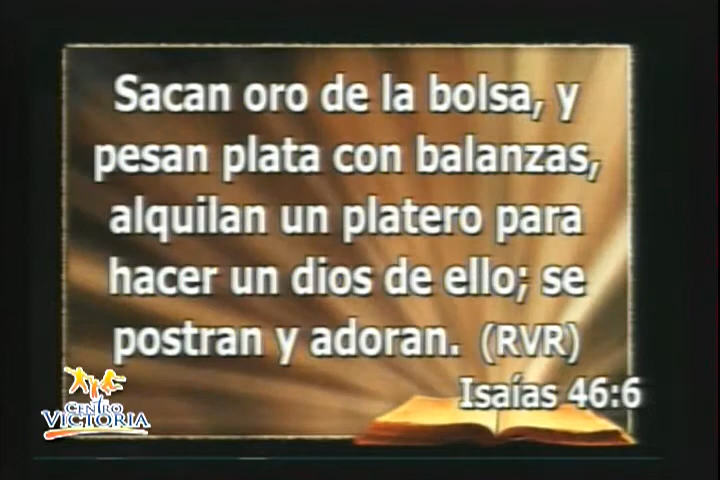 Sacan oro de la bolsa, y
pesan plata con balanzas,
alquilan un platero para
hacer un dios de ello; se
postran y adoran. (RVR)
Isaías 46:6
CENTRO
VICTORIA